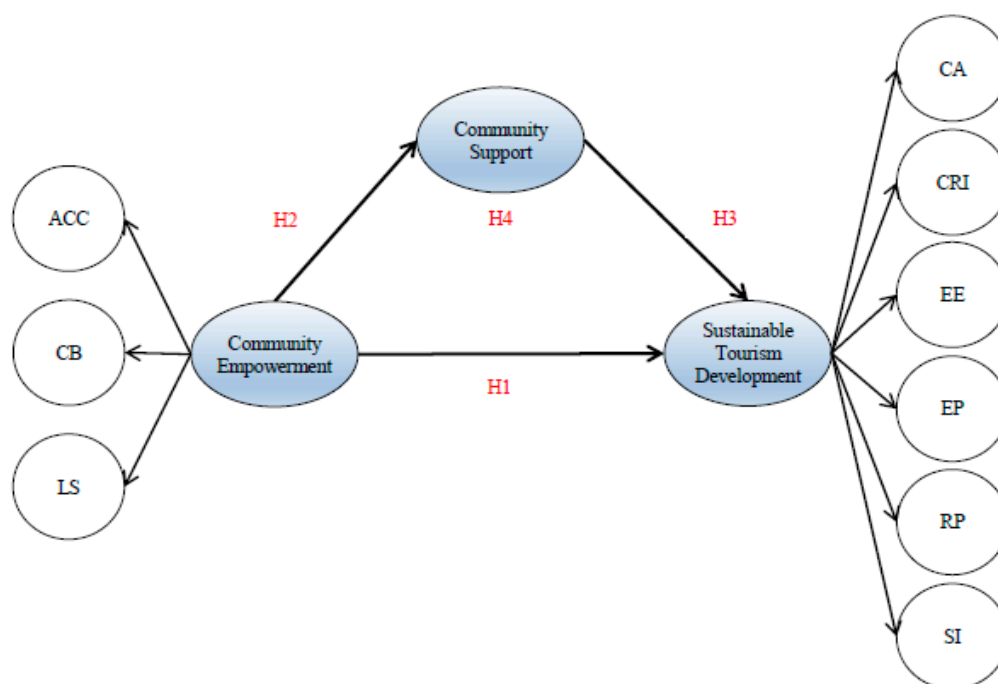 CA
Community
Support
CRI
ACC
H2
H4
H3
EE
CB
Community
Empowerment
Sustainable
Tourism
Development
H1
EP
LS
RP
SI